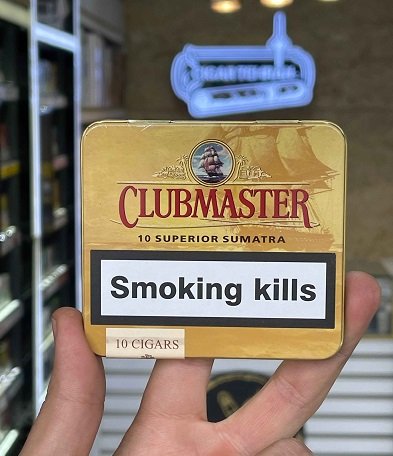 CLUBMASTER
10 SUPERIOR SUMATRA
Smoking kills
10 CIGARS